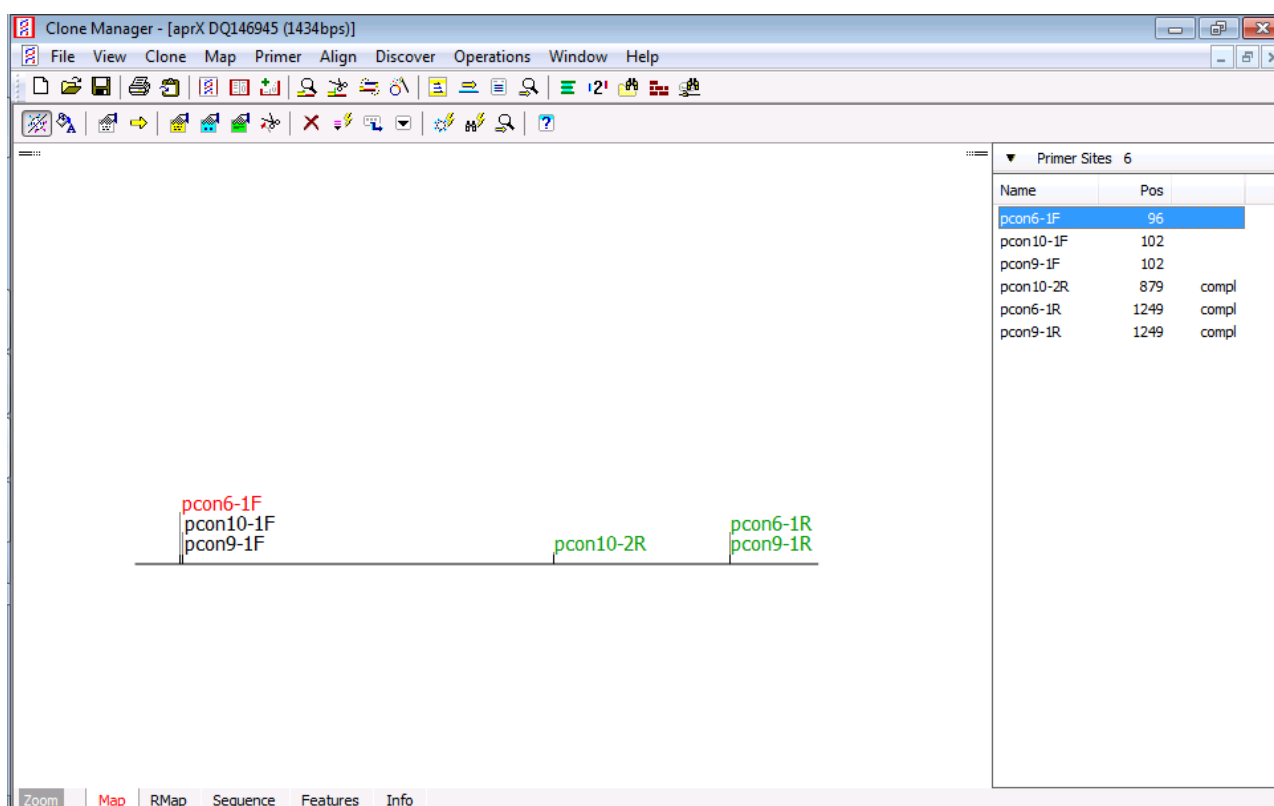 Clone Manager - [aprX DQ146945 (1434bps)]
File View Clone Map Primer Align Discover Operations Window Help
Primer Sites 6
Name Pos
pcon6-1F 96
pcon10-1F 102
pcon9-1F 102
pcon10-2R 879 compl
pcon6-1R 1249 compl
pcon9-1R 1249 compl
pcon6-1F
pcon10-1F pcon6-1R
pcon9-1F pcon10-2R pcon9-1R
Zoom Map RMap Sequence Features Info